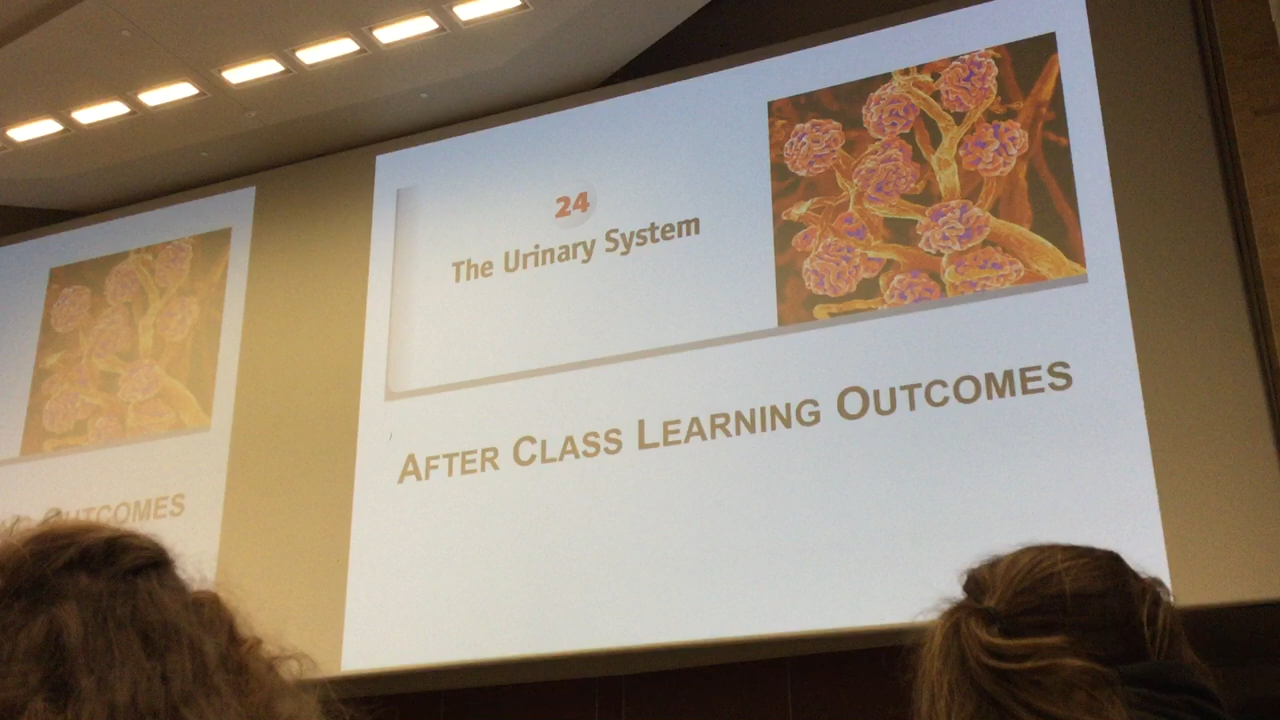 24
The Urinary System
AFTER CLASS LEARNING OUTCOMES
OUTCOMES